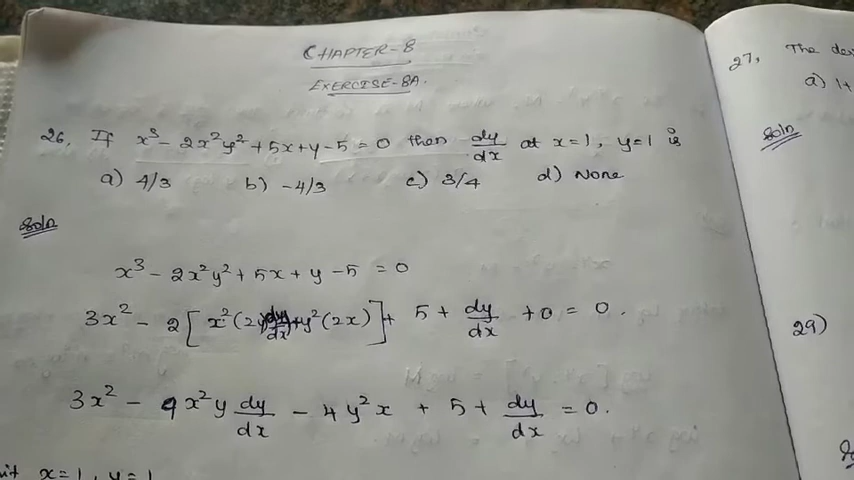 CHAPTER-8
EXERCISE-8A.
26. If x³ - 2x²y² + 5x + y - 5 = 0 then dy/dx at x=1, y=1 is
a) 4/3 b) -4/3 c) 3/4 d) None
Soln
x³ - 2x²y² + 5x + y - 5 = 0
3x² - 2[x²(2y dy/dx + y²(2x)] + 5 + dy/dx + 0 = 0.
3x² - 4x²y dy/dx - 4y²x + 5 + dy/dx = 0.
x=1, y=1
27, The
a) 1+
Soln
29)